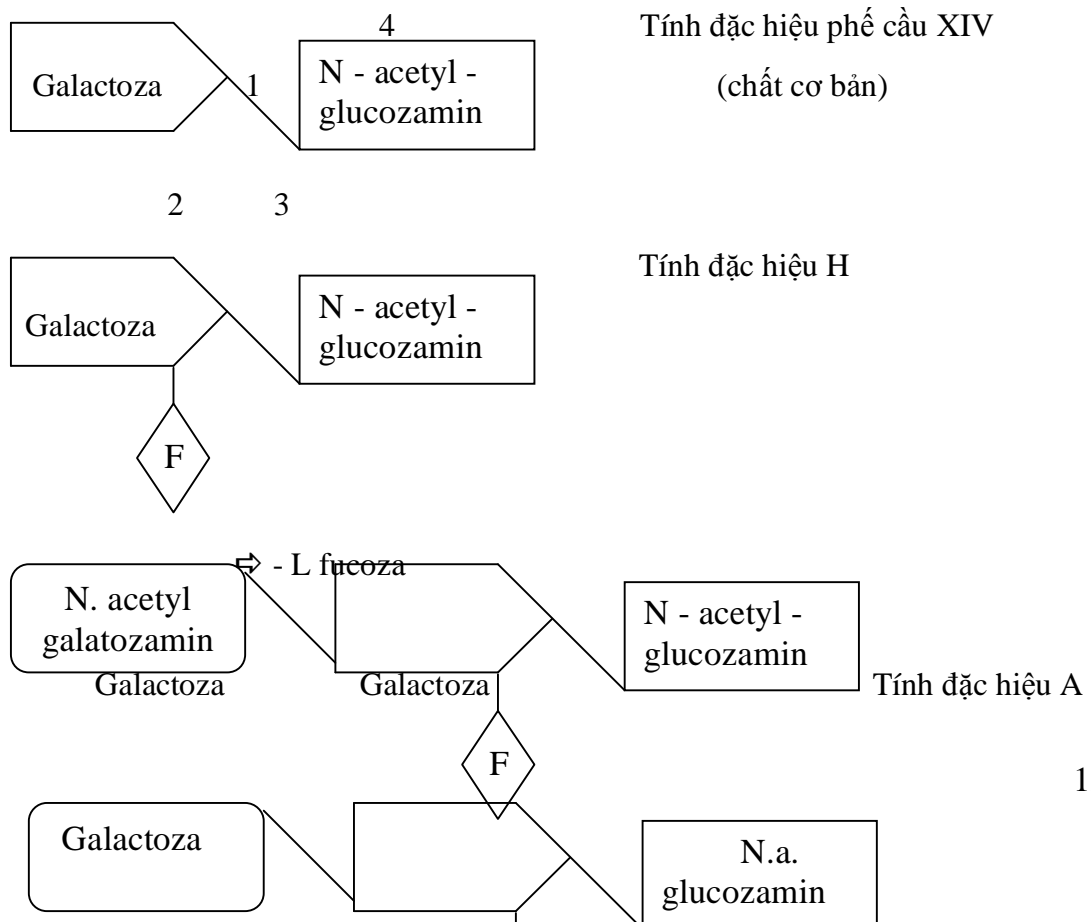 4
Tính đặc hiệu phế cầu XIV
Galactoza
1
N - acetyl -
glucozamin
(chất cơ bản)
2 3
Tính đặc hiệu H
Galactoza
N - acetyl -
glucozamin
F
⇨ - L fucoza
N. acetyl
galatozamin
N - acetyl -
glucozamin
Galactoza
Galactoza
Tính đặc hiệu A
F
1
Galactoza
N.a.
glucozamin